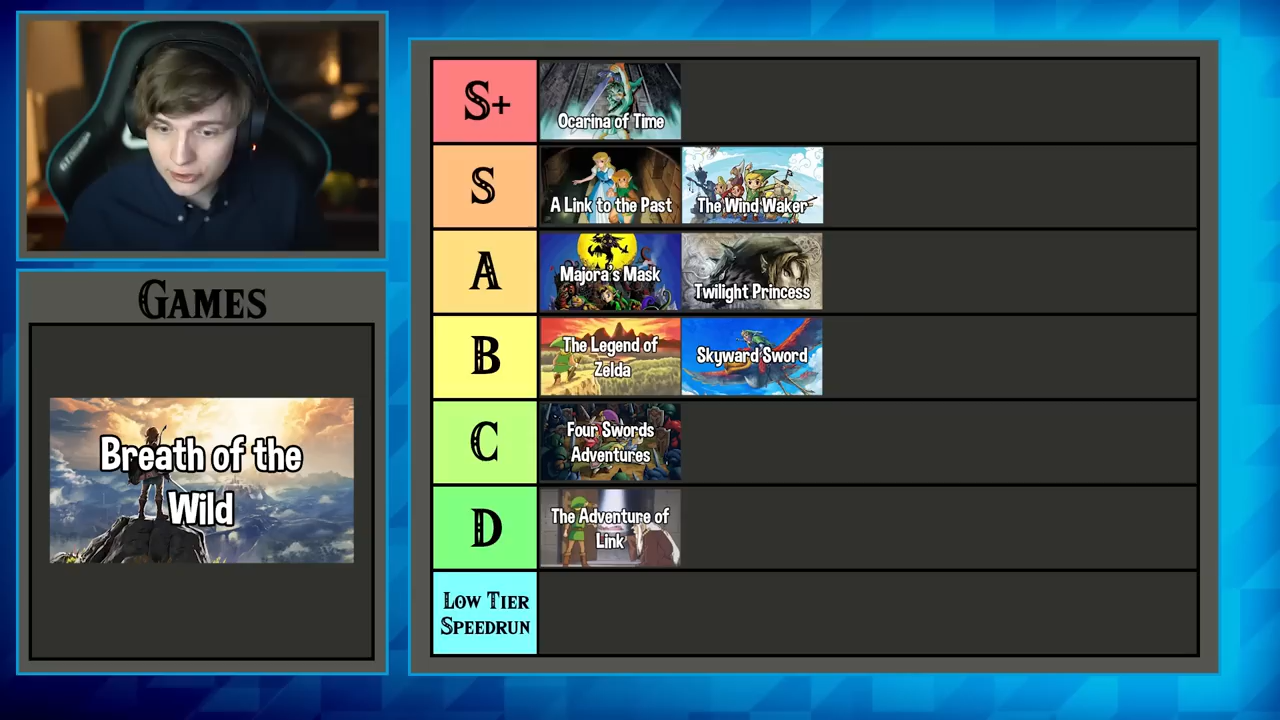 GAMES
Breath of the
Wild
S+
Ocarina of Time
S
A Link to the Past
The Wind Waker
A
Majora's Mask
Twilight Princess
B
The Legend of
Zelda
Skyward Sword
C
Four Swords
Adventures
D
The Adventure of
Link
LOW TIER
SPEEDRUN